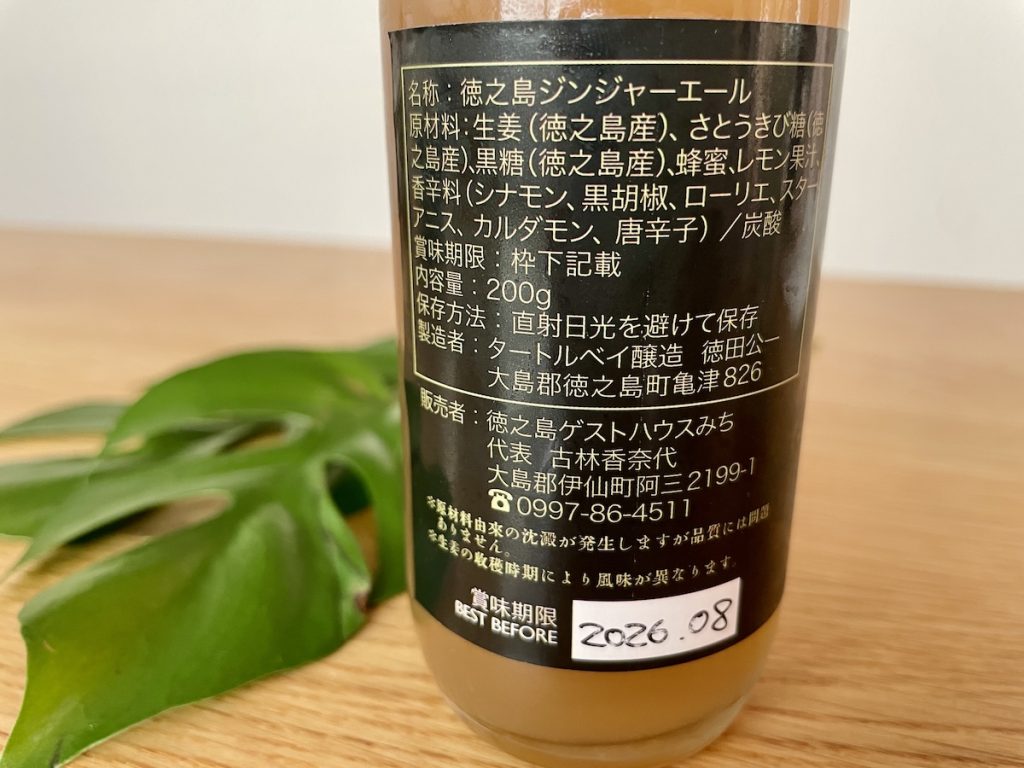 名称：徳之島ジンジャーエール
原材料：生姜（徳之島産）、さとうきび糖（徳
之島産）、黒糖（徳之島産）、蜂蜜、レモン果汁、
香辛料（シナモン、黒胡椒、ローリエ、スター
アニス、カルダモン、唐辛子）／炭酸
賞味期限：枠下記載
内容量：200g
保存方法：直射日光を避けて保存
製造者：タートルベイ醸造 徳田公一
大島郡徳之島町亀津826
販売者：徳之島ゲストハウスみち
代表 古林香奈代
大島郡伊仙町阿三2199-1
☎0997-86-4511
※原材料由来の沈澱が発生しますが品質には問題
ありません。
※生姜の収穫時期により風味が異なります。
賞味期限
BEST BEFORE
2026.08